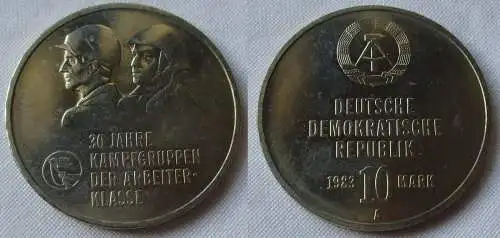 30 JAHRE
KAMPFGRUPPEN
DER ARBEITER-
KLASSE
DEUTSCHE
DEMOKRATISCHE
REPUBLIK
1983 10 MARK
A